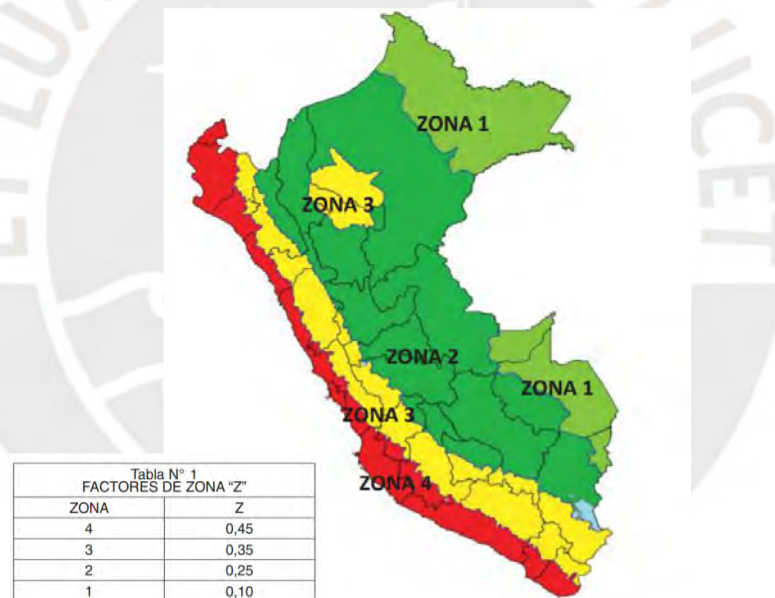 ZONA 1
ZONA 3
ZONA 2
ZONA 1
ZONA 3
ZONA 4
Tabla N° 1
FACTORES DE ZONA "Z"
ZONA Z
4 0,45
3 0,35
2 0,25
1 0,10